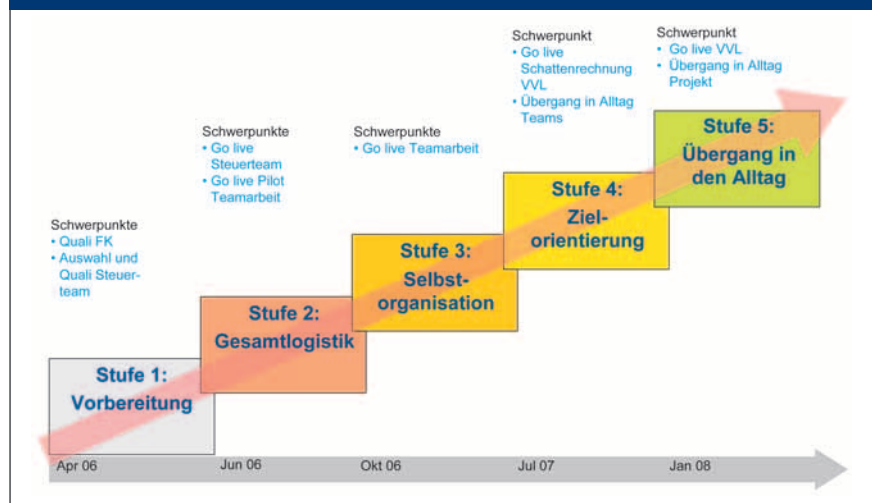 Schwerpunkte
• Quali FK
• Auswahl und
Quali Steuer-
team
Stufe 1:
Vorbereitung
Schwerpunkte
• Go live
Steuerteam
• Go live Pilot
Teamarbeit
Stufe 2:
Gesamtlogistik
Schwerpunkte
• Go live Teamarbeit
Stufe 3:
Selbst-
organisation
Schwerpunkt
• Go live
Schattenrechnung
VVL
• Übergang in Alltag
Teams
Stufe 4:
Ziel-
orientierung
Schwerpunkt
• Go live VVL
• Übergang in Alltag
Projekt
Stufe 5:
Übergang in
den Alltag
Apr 06
Jun 06
Okt 06
Jul 07
Jan 08